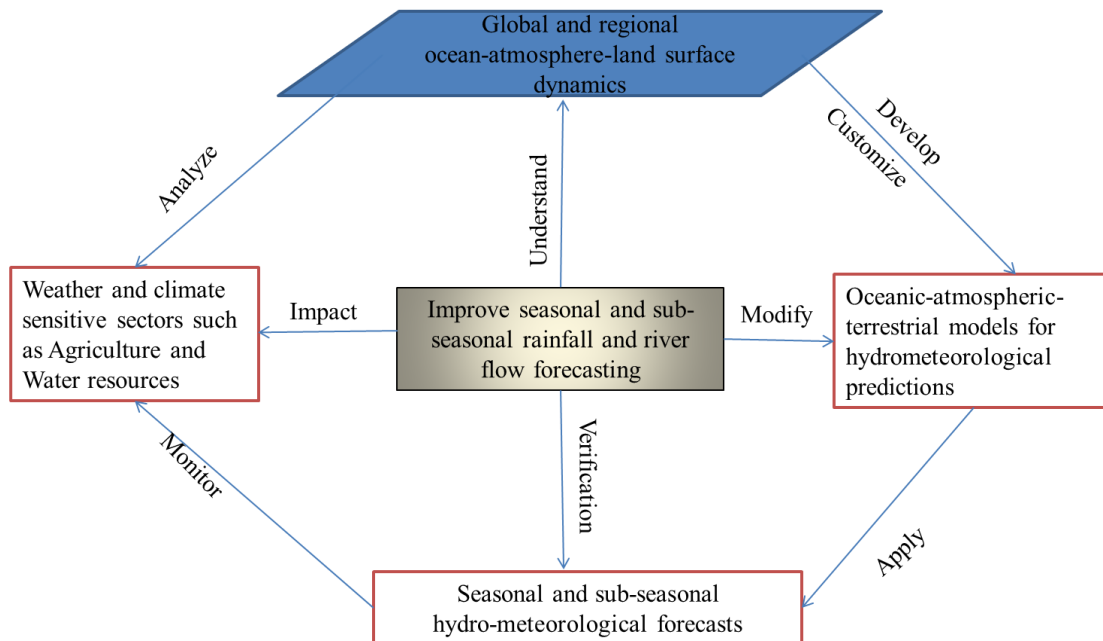 Global and regional
ocean-atmosphere-land surface
dynamics
Develop
Customize
Analyze
Understand
Weather and climate
sensitive sectors such
as Agriculture and
Water resources
Impact
Improve seasonal and sub-
seasonal rainfall and river
flow forecasting
Modify
Oceanic-atmospheric-
terrestrial models for
hydrometeorological
predictions
Monitor
Verification
Apply
Seasonal and sub-seasonal
hydro-meteorological forecasts